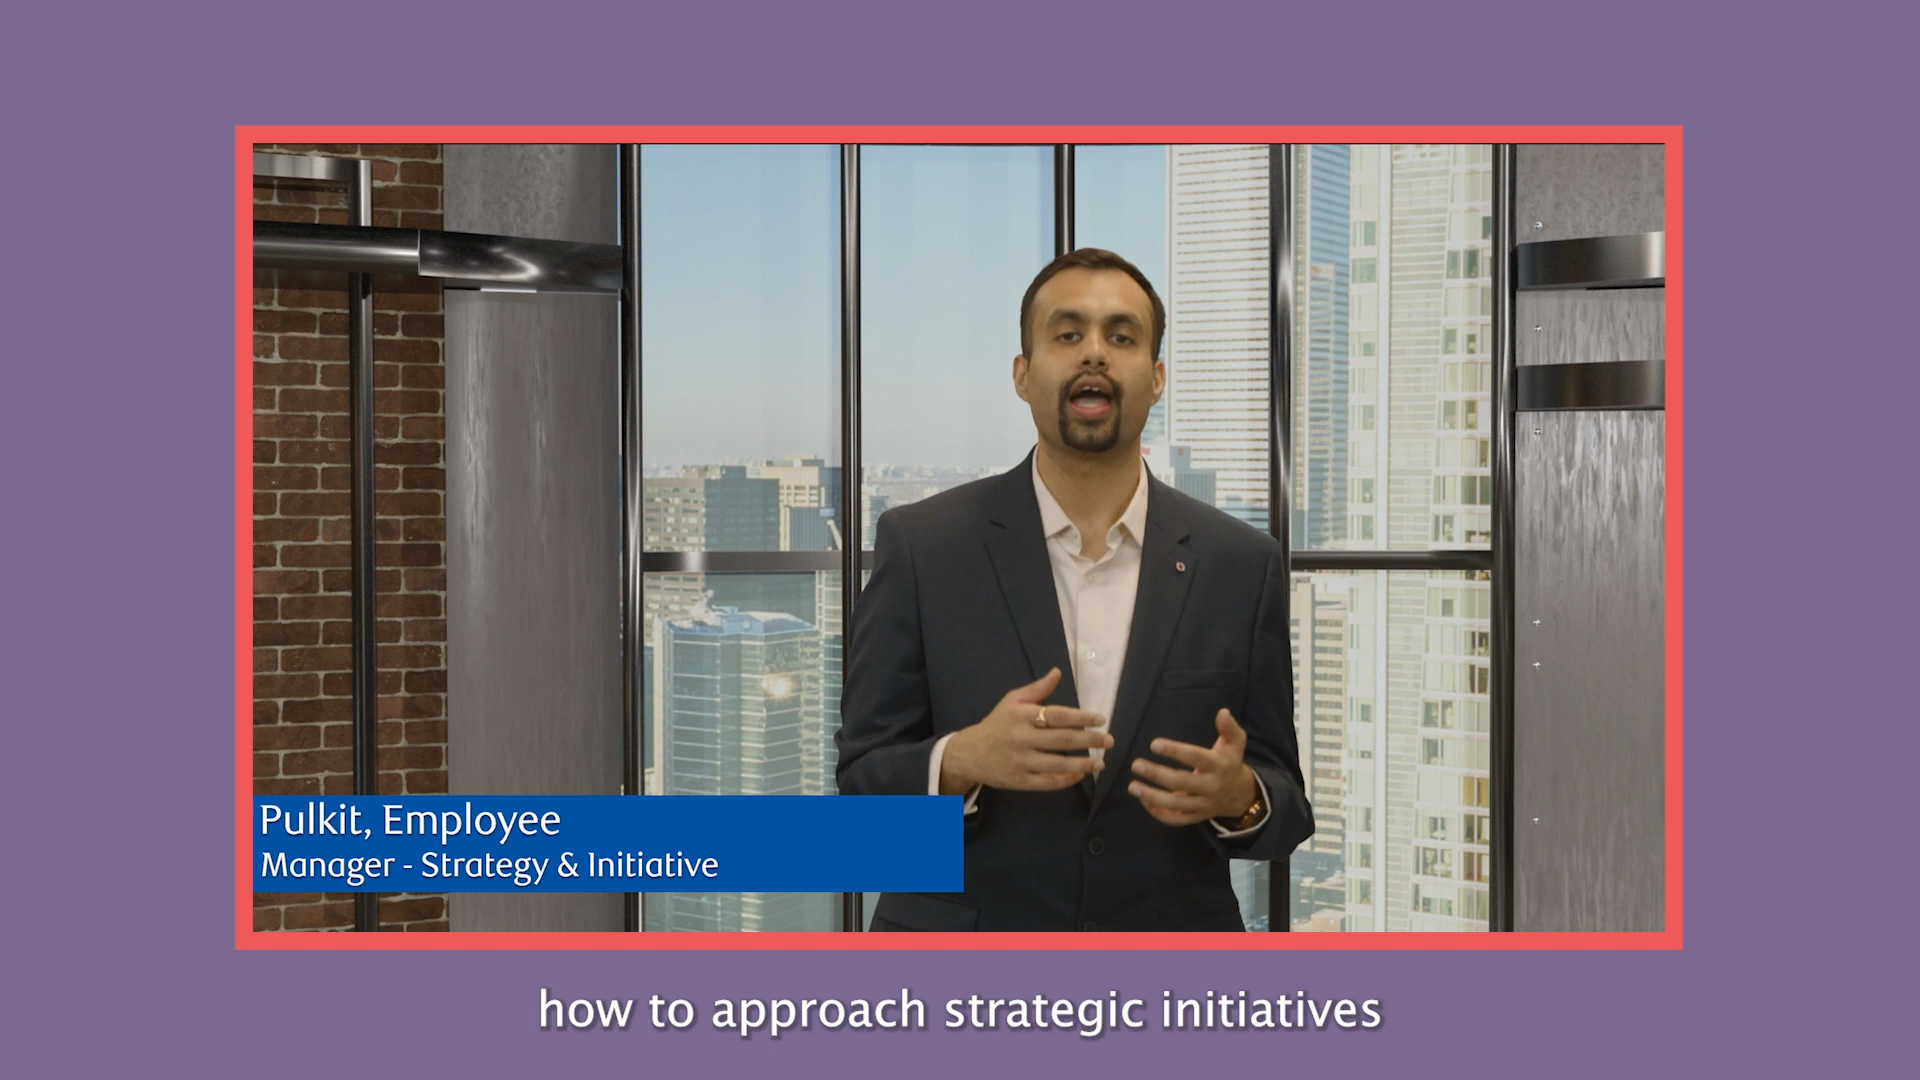 Pulkit, Employee
Manager - Strategy & Initiative
how to approach strategic initiatives